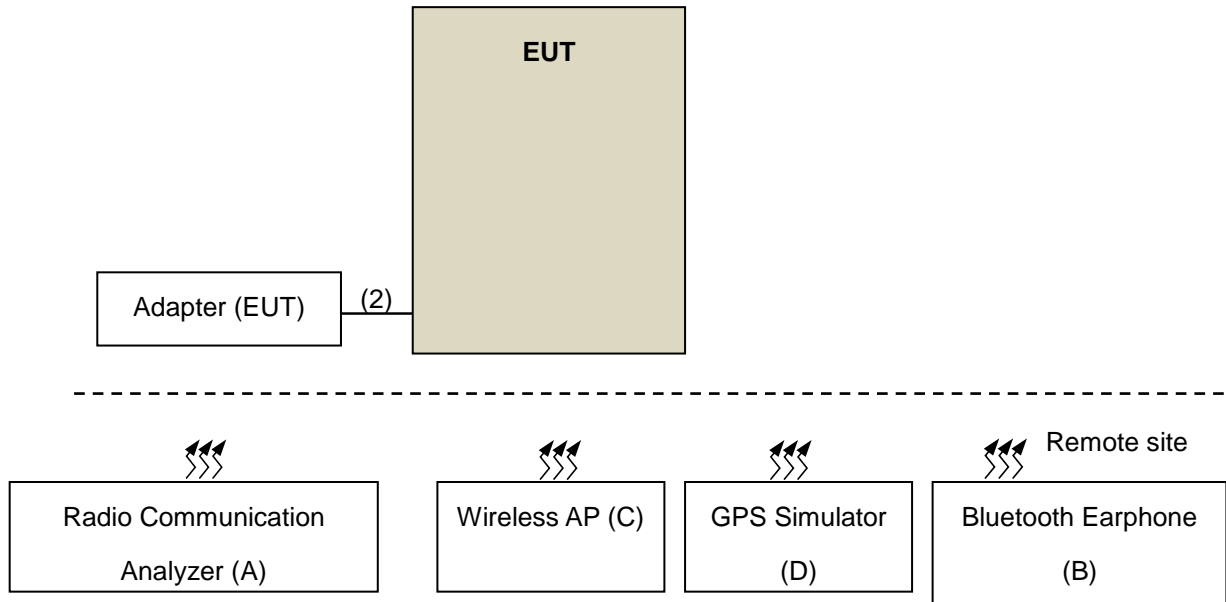 EUT
Adapter (EUT)
(2)
Remote site
Radio Communication
Analyzer (A)
Wireless AP (C)
GPS Simulator
(D)
Bluetooth Earphone
(B)